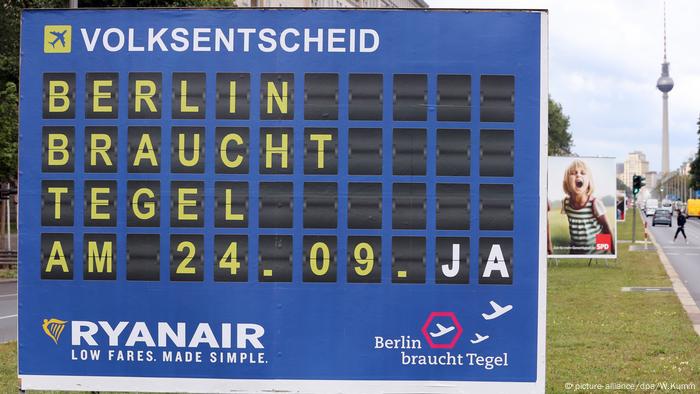 VOLKSENTSCHEID
BERLIN
BRAUCHT
TEGEL
AM 24.09. JA
RYANAIR
LOW FARES. MADE SIMPLE.
Berlin
braucht Tegel
SPD
© picture-alliance/dpa/W.Kumm